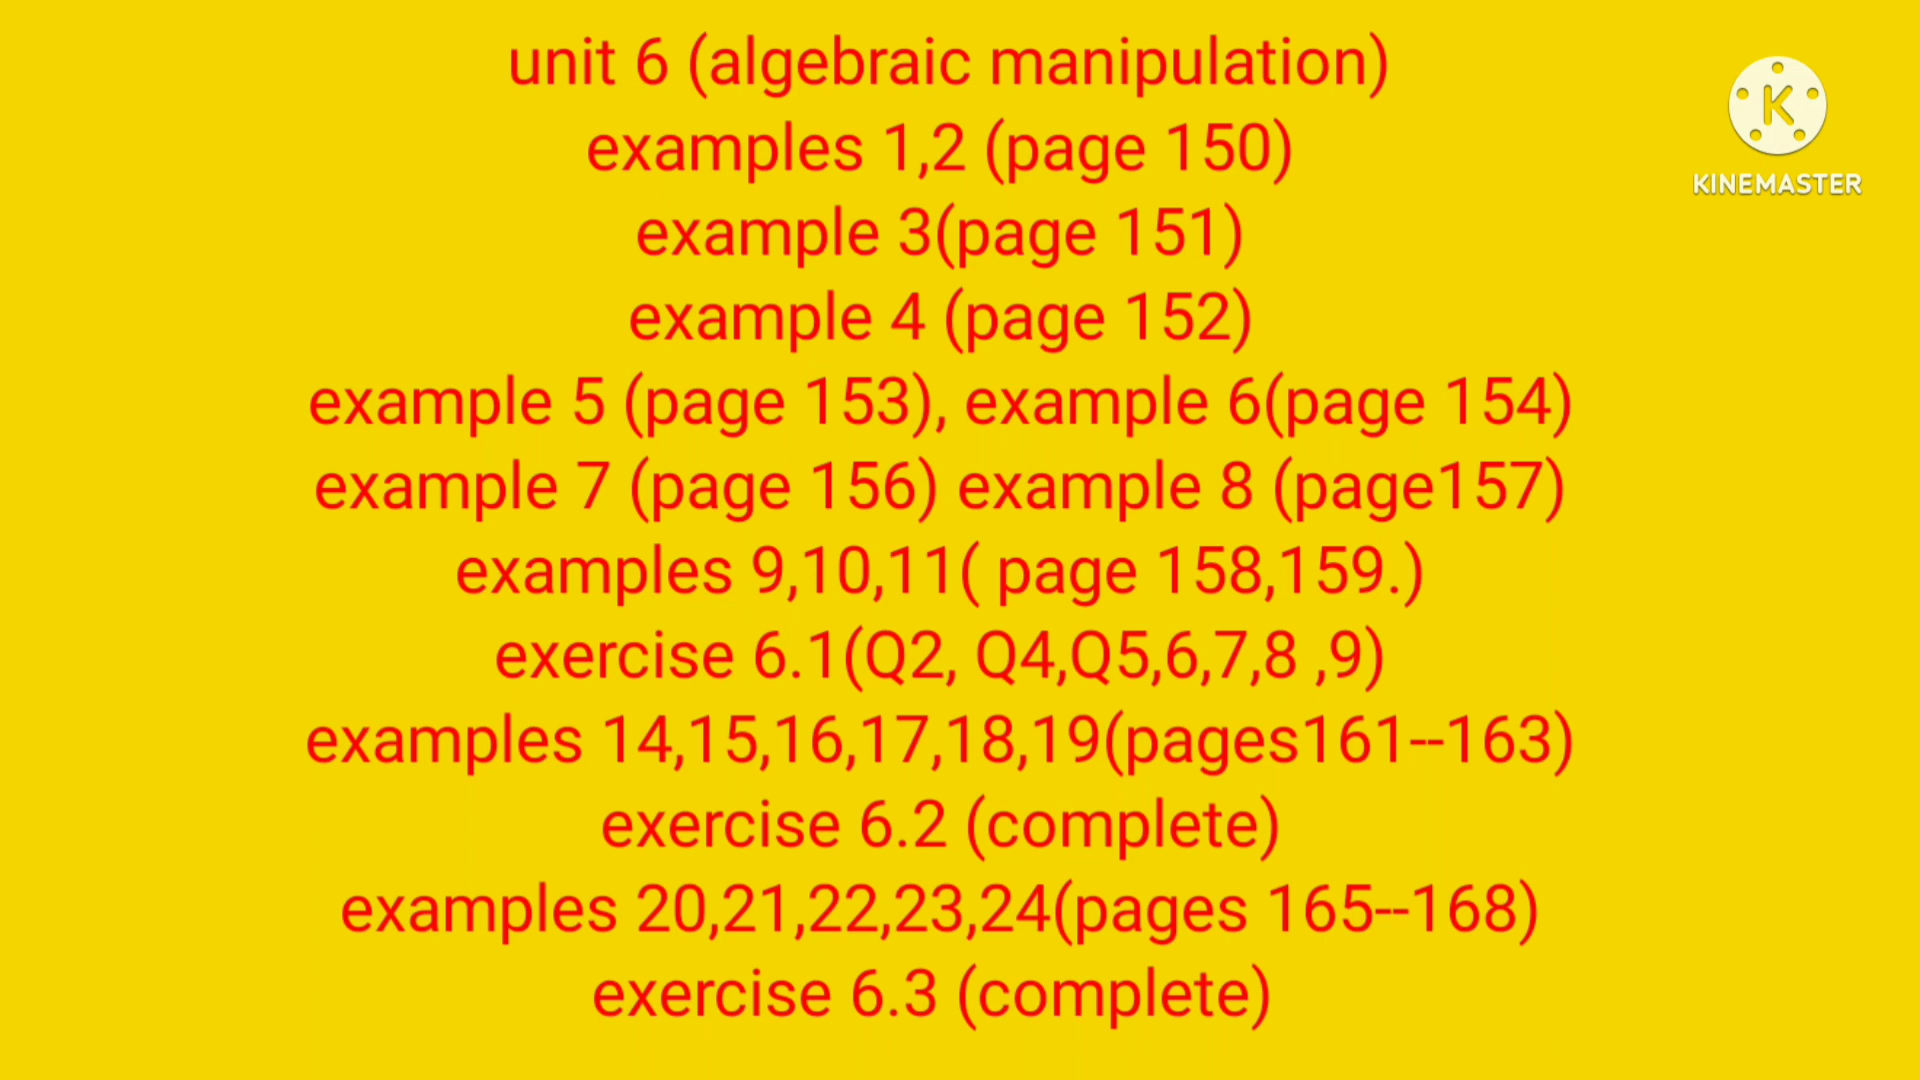 unit 6 (algebraic manipulation)
examples 1,2 (page 150)
example 3(page 151)
example 4 (page 152)
example 5 (page 153), example 6(page 154)
example 7 (page 156) example 8 (page157)
examples 9,10,11( page 158,159.)
exercise 6.1(Q2, Q4,Q5,6,7,8 ,9)
examples 14,15,16,17,18,19(pages161--163)
exercise 6.2 (complete)
examples 20,21,22,23,24(pages 165--168)
exercise 6.3 (complete)
K
KINEMASTER